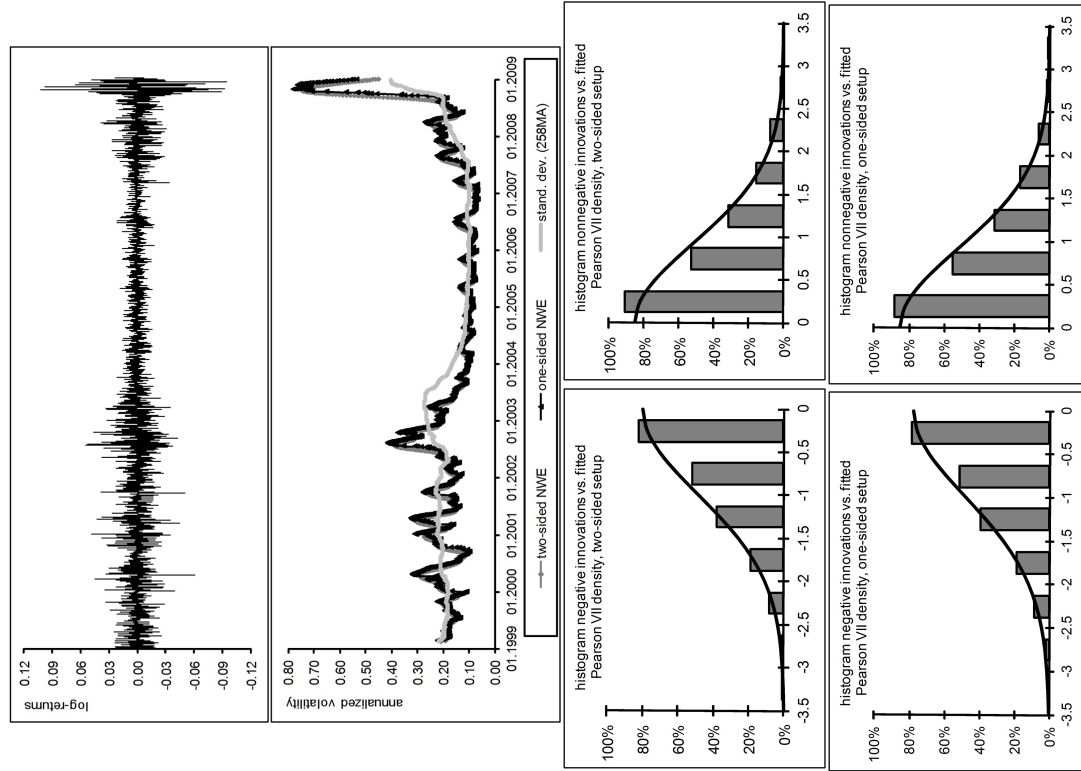 log-returns
0.12
0.09
0.06
0.03
0.00
-0.03
-0.06
-0.09
-0.12
annualized volatility
0.80
0.70
0.60
0.50
0.40
0.30
0.20
0.10
0.00
01.1999 01.2000 01.2001 01.2002 01.2003 01.2004 01.2005 01.2006 01.2007 01.2008 01.2009
two-sided NWE one-sided NWE stand. dev. (258MA)
histogram negative innovations vs. fitted
Pearson VII density, two-sided setup
100%
80%
60%
40%
20%
0%
-3.5 -3 -2.5 -2 -1.5 -1 -0.5 0
histogram nonnegative innovations vs. fitted
Pearson VII density, two-sided setup
100%
80%
60%
40%
20%
0%
0 0.5 1 1.5 2 2.5 3 3.5
histogram negative innovations vs. fitted
Pearson VII density, one-sided setup
100%
80%
60%
40%
20%
0%
-3.5 -3 -2.5 -2 -1.5 -1 -0.5 0
histogram nonnegative innovations vs. fitted
Pearson VII density, one-sided setup
100%
80%
60%
40%
20%
0%
0 0.5 1 1.5 2 2.5 3 3.5